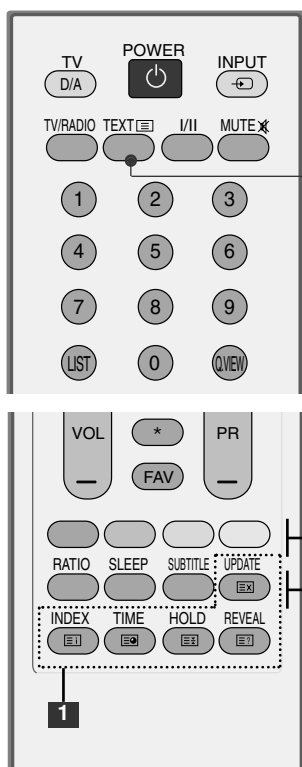 TV POWER INPUT
D/A
TV/RADIO TEXT I/II MUTE
1 2 3
4 5 6
7 8 9
LIST 0 Q.VIEW
VOL * PR
FAV
RATIO SLEEP SUBTITLE UPDATE
INDEX TIME HOLD REVEAL
1